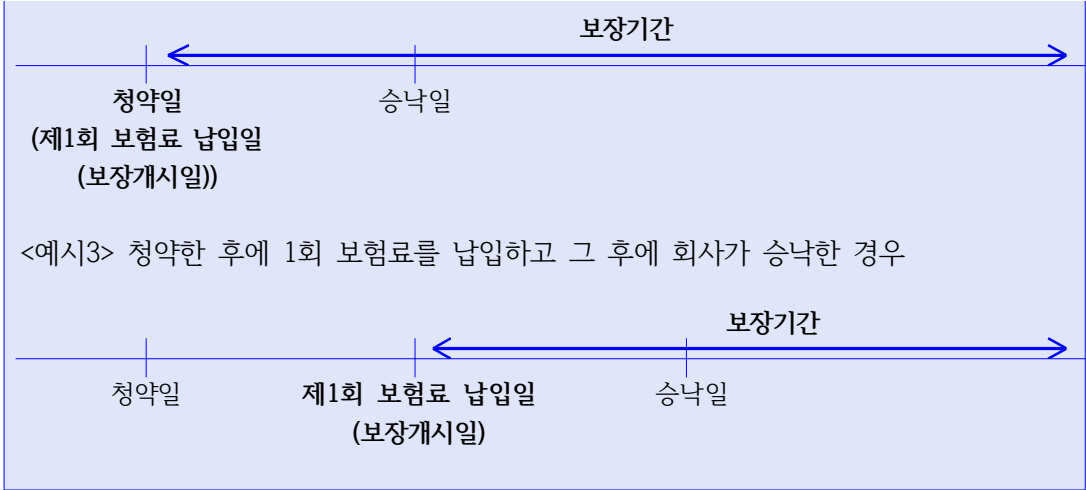 보장기간
청약일 승낙일
(제1회 보험료 납입일
(보장개시일))
<예시3> 청약한 후에 1회 보험료를 납입하고 그 후에 회사가 승낙한 경우
보장기간
청약일 제1회 보험료 납입일 승낙일
(보장개시일)